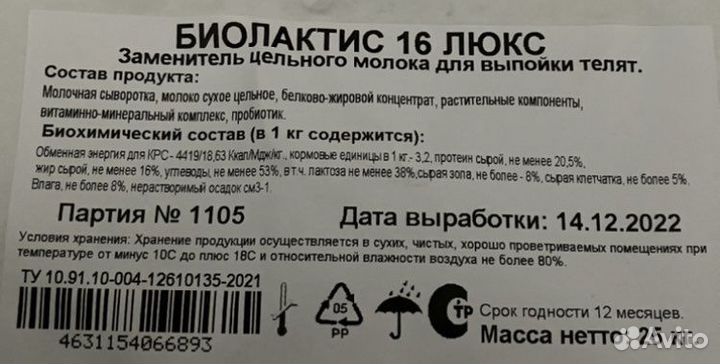 БИОЛАКТИС 16 ЛЮКС
Заменитель цельного молока для выпойки телят.
Состав продукта:
Молочная сыворотка, молоко сухое цельное, белково-жировой концентрат, растительные компоненты,
витаминно-минеральный комплекс, пробиотик.
Биохимический состав (в 1 кг содержится):
Обменная энергия для КРС- 4419/18,63 Ккал/Мдж/кг., кормовые единицы в 1 кг.- 3,2, протеин сырой, не менее 20,5%,
жир сырой, не менее 16%, углеводы, не менее 53%, в т.ч. лактоза не менее 38%,сырая зола, не более - 8%, сырая клетчатка, не более 5%.
Влага, не более 8%, нерастворимый осадок см3-1.
Партия № 1105 Дата выработки: 14.12.2022
Условия хранения: Хранение продукции осуществляется в сухих, чистых, хорошо проветриваемых помещениях при
температуре от минус 10С до плюс 18С и относительной влажности воздуха не более 80%.
ТУ 10.91.10-004-12610135-2021
4631154066893
05
PP
СТР
Срок годности 12 месяцев.
Масса нетто: 25 кг
Avito